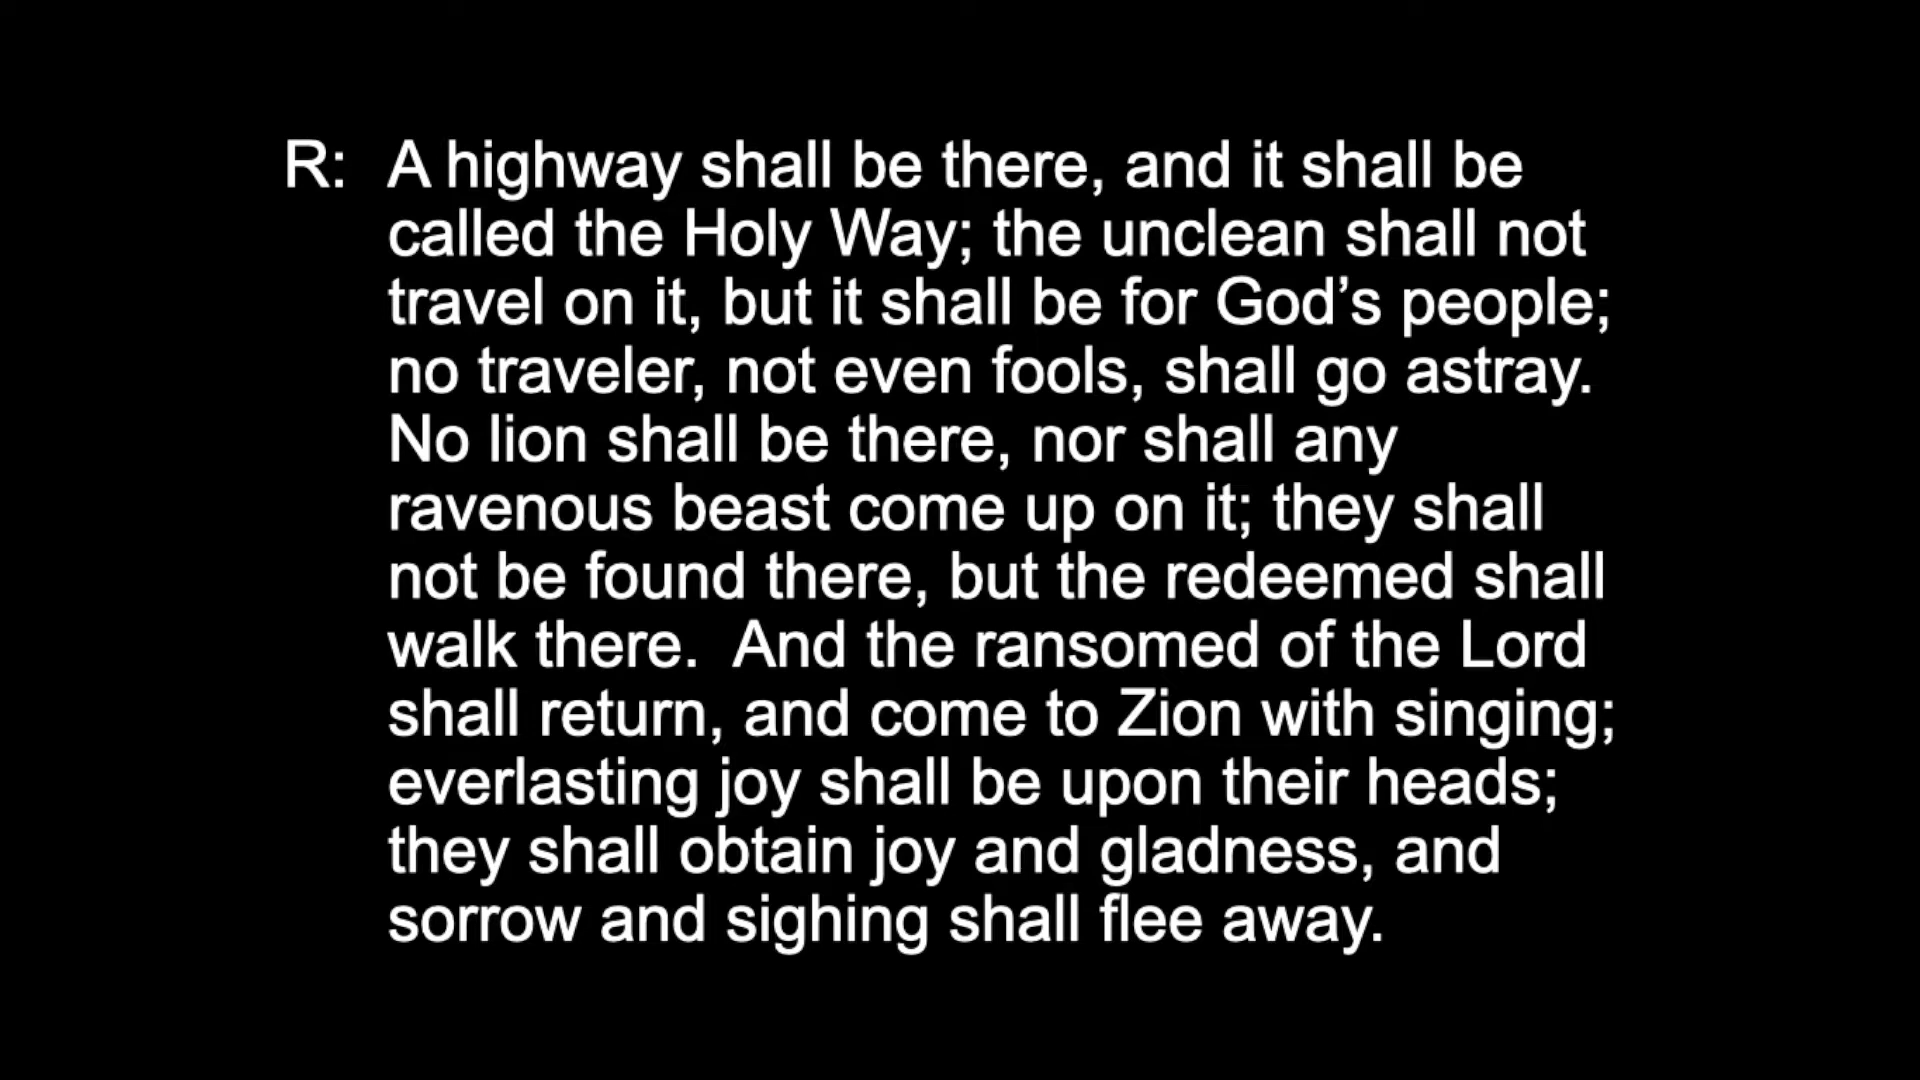 R: A highway shall be there, and it shall be
called the Holy Way; the unclean shall not
travel on it, but it shall be for God’s people;
no traveler, not even fools, shall go astray.
No lion shall be there, nor shall any
ravenous beast come up on it; they shall
not be found there, but the redeemed shall
walk there.  And the ransomed of the Lord
shall return, and come to Zion with singing;
everlasting joy shall be upon their heads;
they shall obtain joy and gladness, and
sorrow and sighing shall flee away.